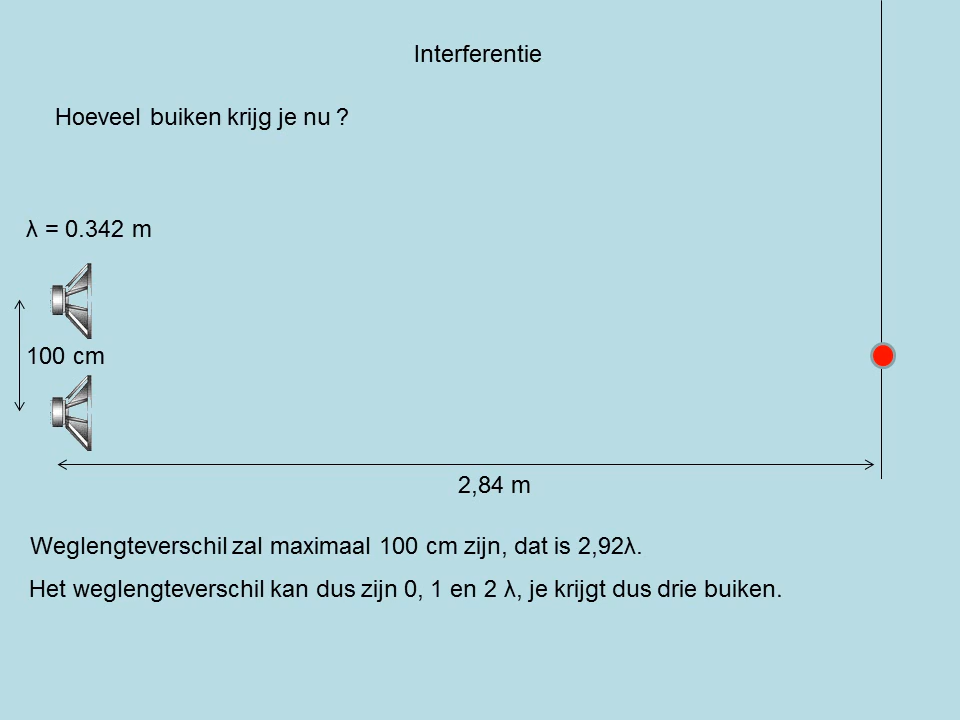 Interferentie
Hoeveel buiken krijg je nu ?
λ = 0.342 m
100 cm
2,84 m
Weglengteverschil zal maximaal 100 cm zijn, dat is 2,92λ.
Het weglengteverschil kan dus zijn 0, 1 en 2 λ, je krijgt dus drie buiken.